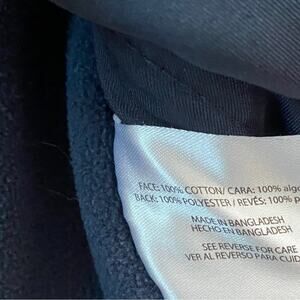 FACE: 100% COTTON/ CARA: 100% algo
BACK: 100% POLYESTER / REVÉS: 100% p
MADE IN BANGLADESH
HECHO EN BANGLADESH
SEE REVERSE FOR CARE
VER AL REVERSO PARA CUID